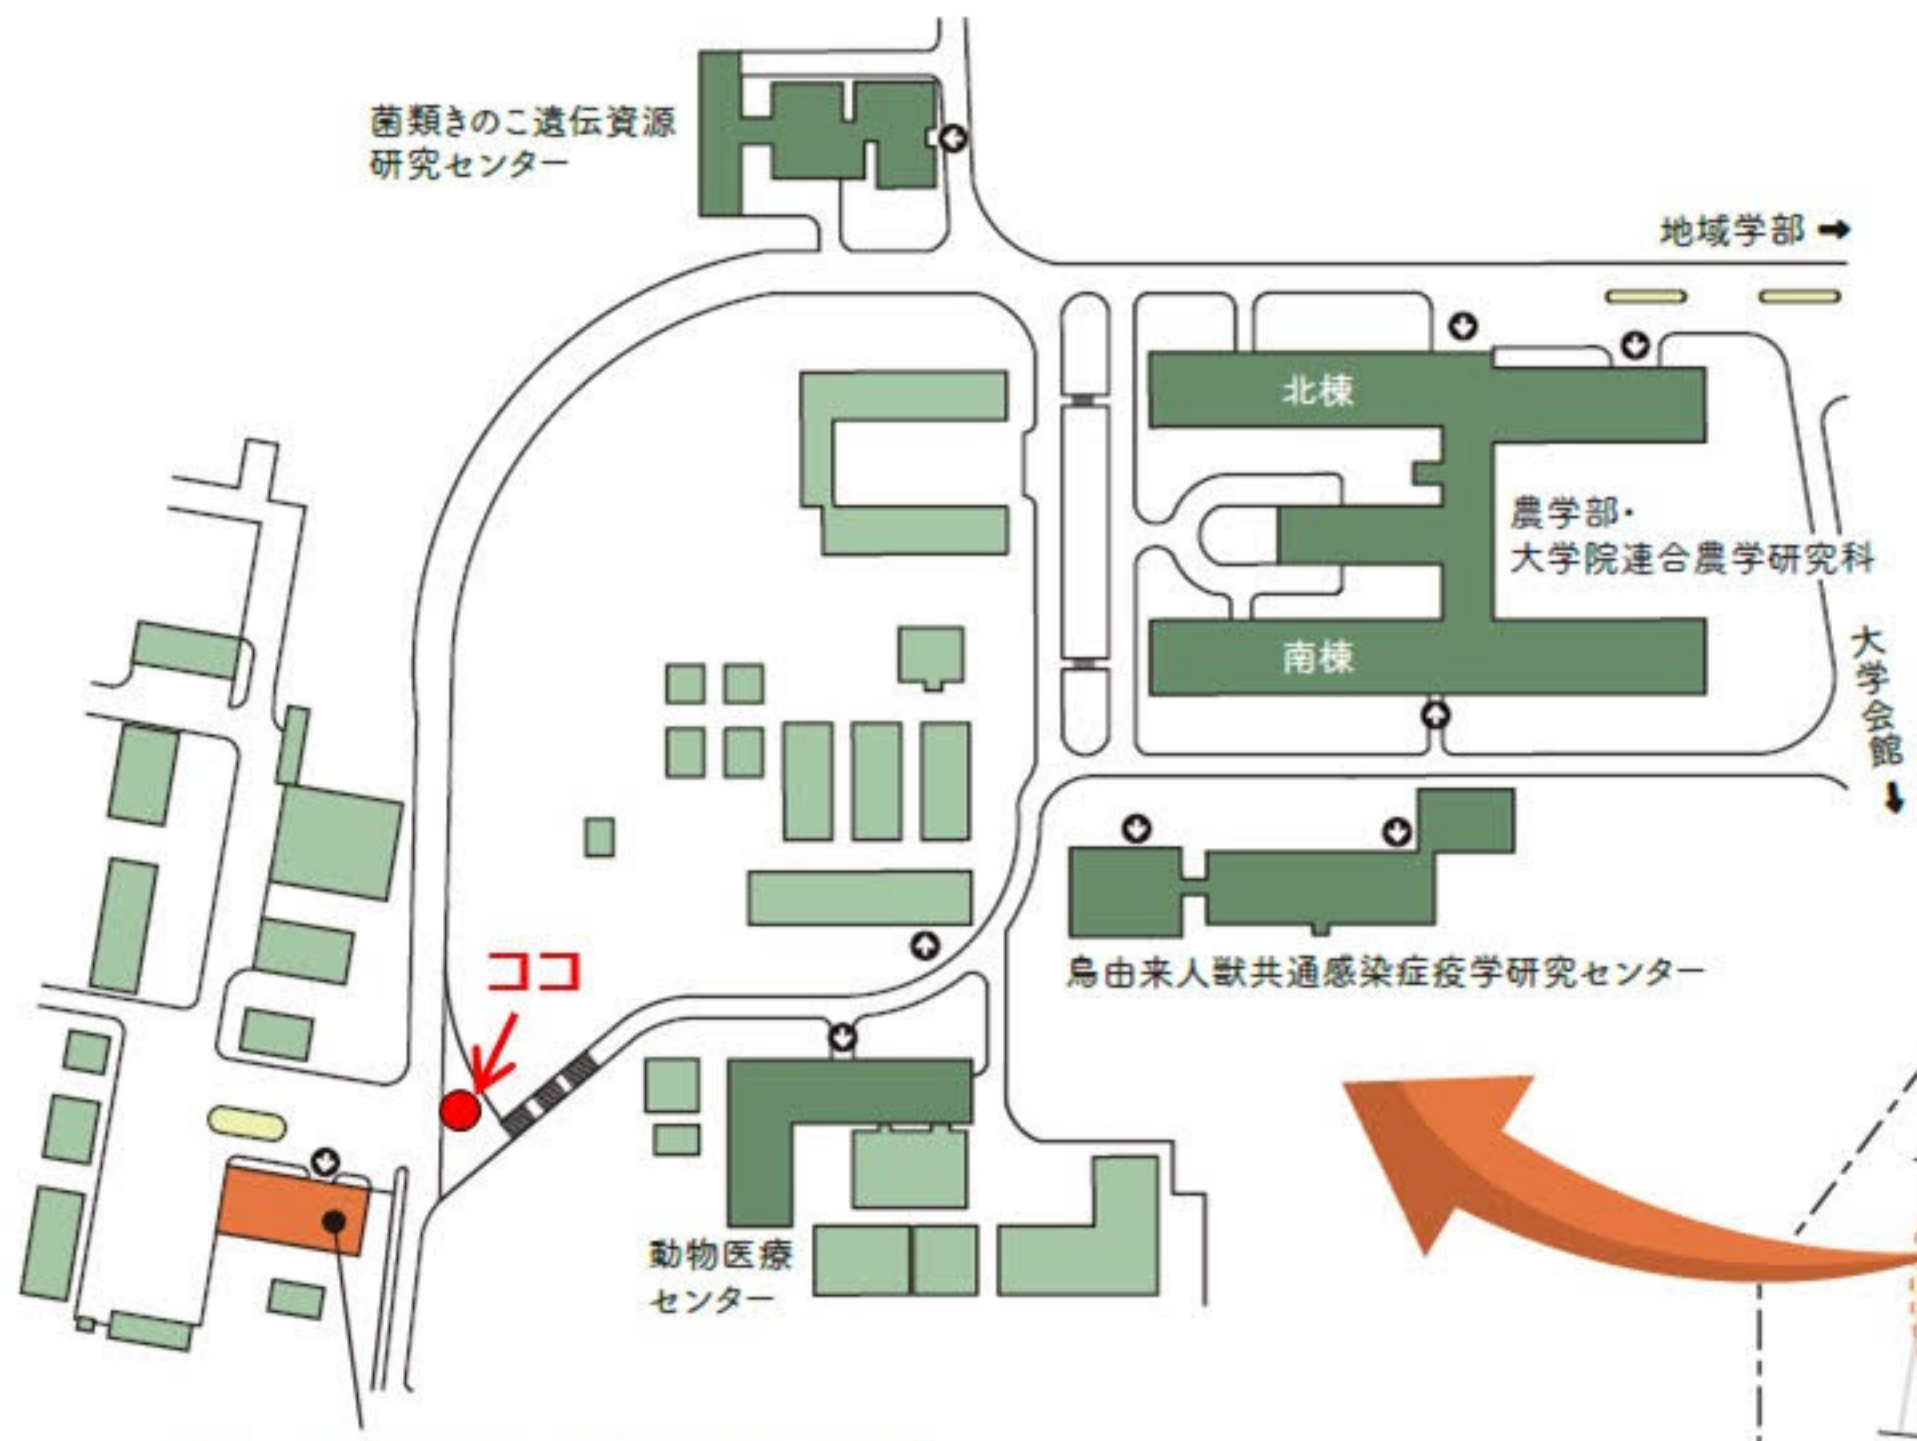 菌類きのこ遺伝資源
研究センター
地域学部
北棟
農学部・
大学院連合農学研究科
南棟
大学会館
鳥由来人獣共通感染症疫学研究センター
ココ
動物医療
センター